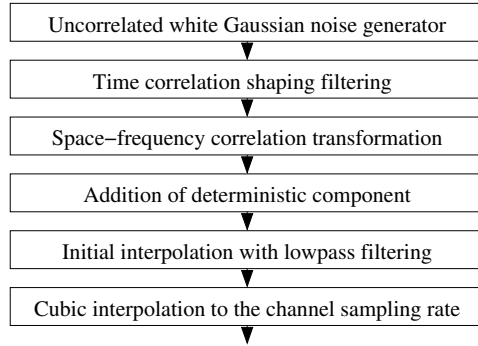 Uncorrelated white Gaussian noise generator
Time correlation shaping filtering
Space−frequency correlation transformation
Addition of deterministic component
Initial interpolation with lowpass filtering
Cubic interpolation to the channel sampling rate